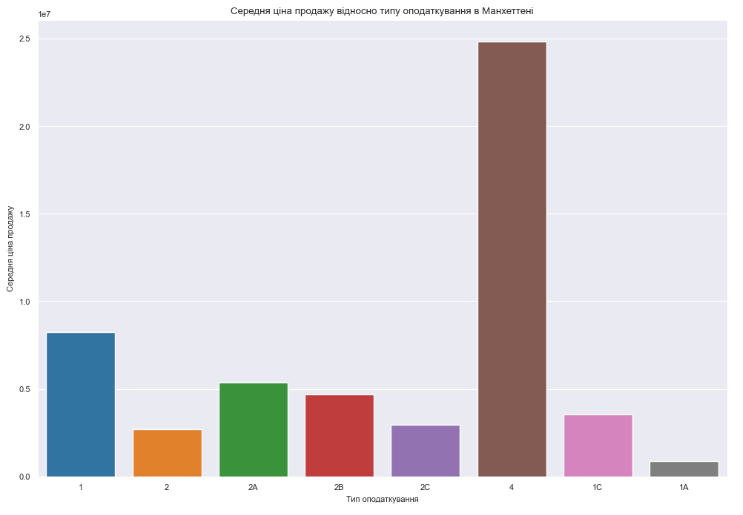 Середня ціна продажу відносно типу оподаткування в Манхеттені
1e7
2.5
2.0
1.5
1.0
0.5
0.0
Середня ціна продажу
1 2 2A 2B 2C 4 1C 1A
Тип оподаткування